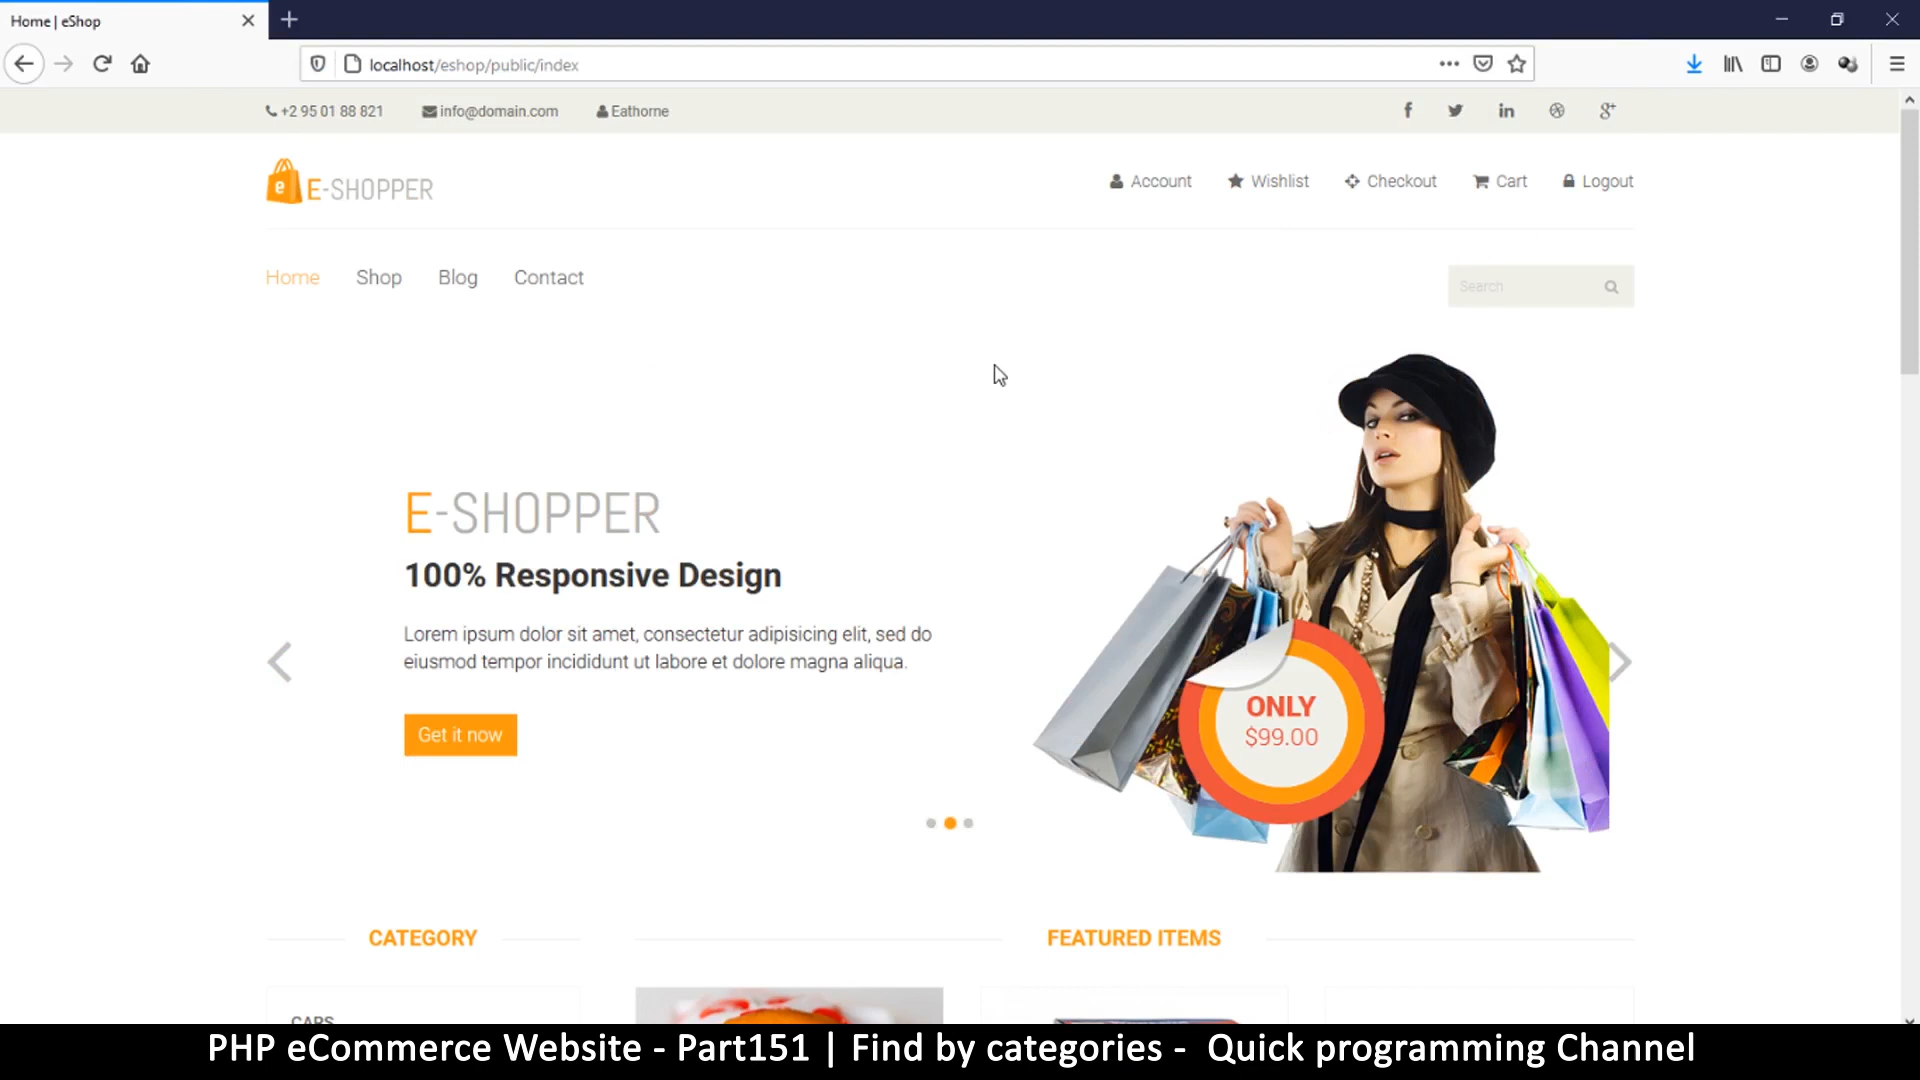 Home | eShop
localhost/eshop/public/index
+2 95 01 88 821 info@domain.com Eathorne
E-SHOPPER
Account Wishlist Checkout Cart Logout
Home Shop Blog Contact
Search
E-SHOPPER
100% Responsive Design
Lorem ipsum dolor sit amet, consectetur adipisicing elit, sed do
eiusmod tempor incididunt ut labore et dolore magna aliqua.
Get it now
ONLY
$99.00
CATEGORY
FEATURED ITEMS
CARS
PHP eCommerce Website - Part151 | Find by categories - Quick programming Channel